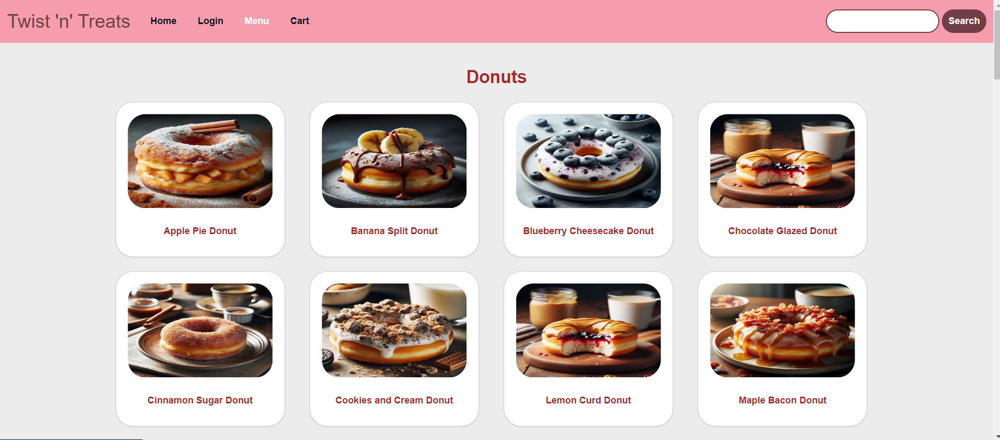 Twist 'n' Treats Home Login Menu Cart Search
Donuts
Apple Pie Donut
Banana Split Donut
Blueberry Cheesecake Donut
Chocolate Glazed Donut
Cinnamon Sugar Donut
Cookies and Cream Donut
Lemon Curd Donut
Maple Bacon Donut